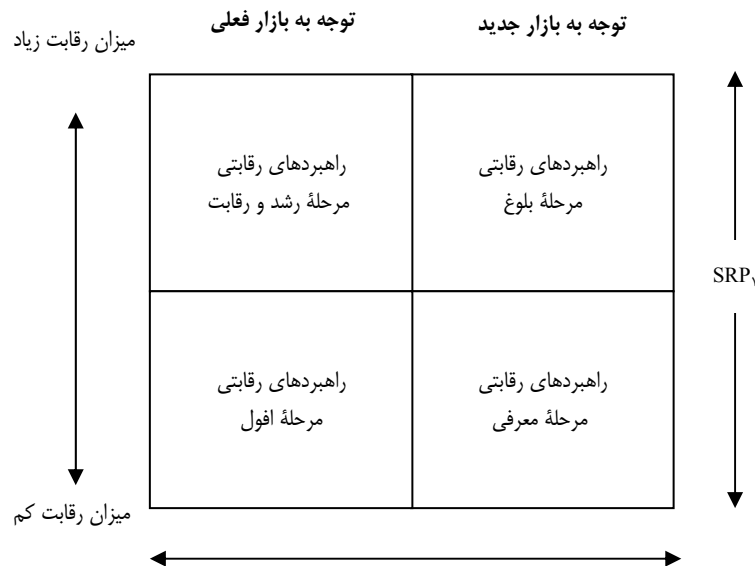 توجه به بازار جدید
توجه به بازار فعلی
میزان رقابت زیاد
راهبردهای رقابتی
مرحلهٔ بلوغ
راهبردهای رقابتی
مرحلهٔ رشد و رقابت
SRP۱
راهبردهای رقابتی
مرحلهٔ معرفی
راهبردهای رقابتی
مرحلهٔ افول
میزان رقابت کم